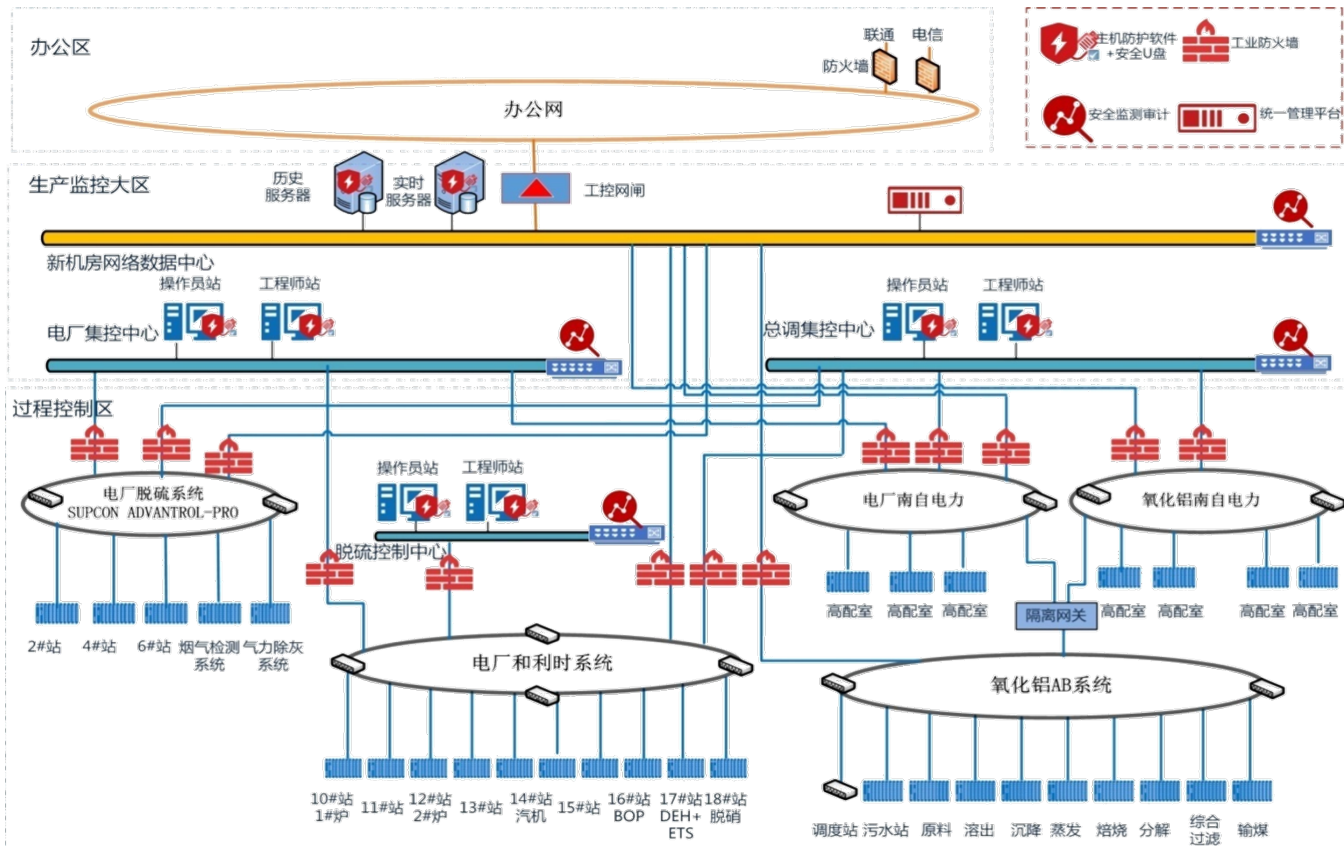 办公区
联通
电信
防火墙
办公网
主机防护软件
+安全U盘
工业防火墙
安全监测审计
统一管理平台
生产监控大区
历史
服务器
实时
服务器
工控网闸
新机房网络数据中心
操作员站
工程师站
电厂集控中心
操作员站
工程师站
总调集控中心
过程控制区
电厂脱硫系统
SUPCON ADVANTROL-PRO
操作员站
工程师站
脱硫控制中心
电厂南自电力
氧化铝南自电力
2#站
4#站
6#站
烟气检测
系统
气力除灰
系统
高配室
高配室
高配室
高配室
高配室
高配室
高配室
隔离网关
电厂和利时系统
氧化铝AB系统
10#站
1#炉
11#站
12#站
2#炉
13#站
14#站
汽机
15#站
16#站
BOP
17#站
DEH+
ETS
18#站
脱硝
调度站
污水站
原料
溶出
沉降
蒸发
焙烧
分解
综合
过滤
输煤